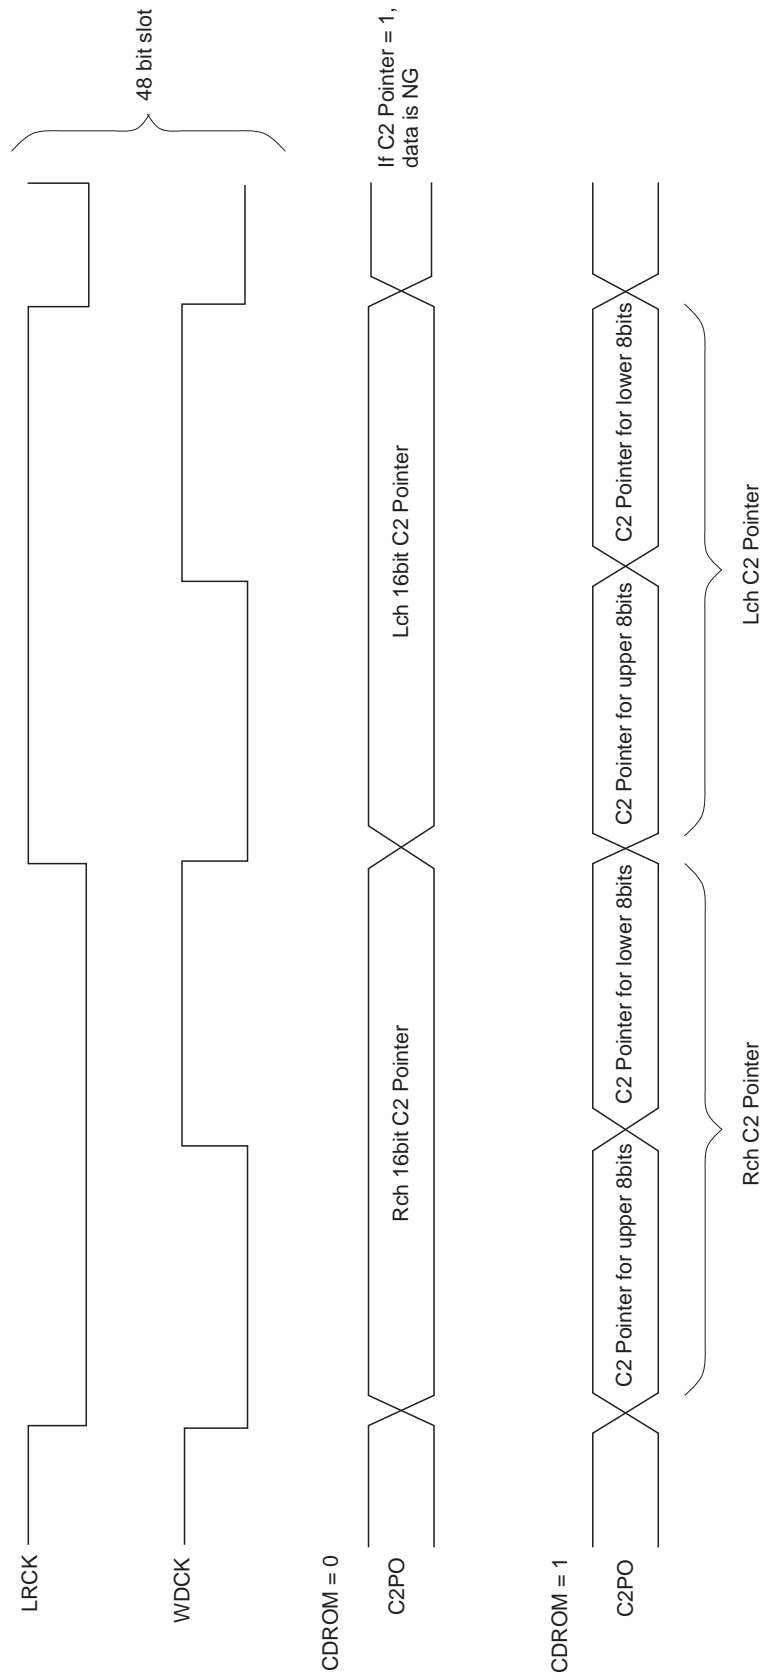 LRCK
48 bit slot
WDCK
CDROM = 0
C2PO
Rch 16bit C2 Pointer
Lch 16bit C2 Pointer
If C2 Pointer = 1,
data is NG
CDROM = 1
C2PO
C2 Pointer for upper 8bits
C2 Pointer for lower 8bits
C2 Pointer for upper 8bits
C2 Pointer for lower 8bits
Rch C2 Pointer
Lch C2 Pointer